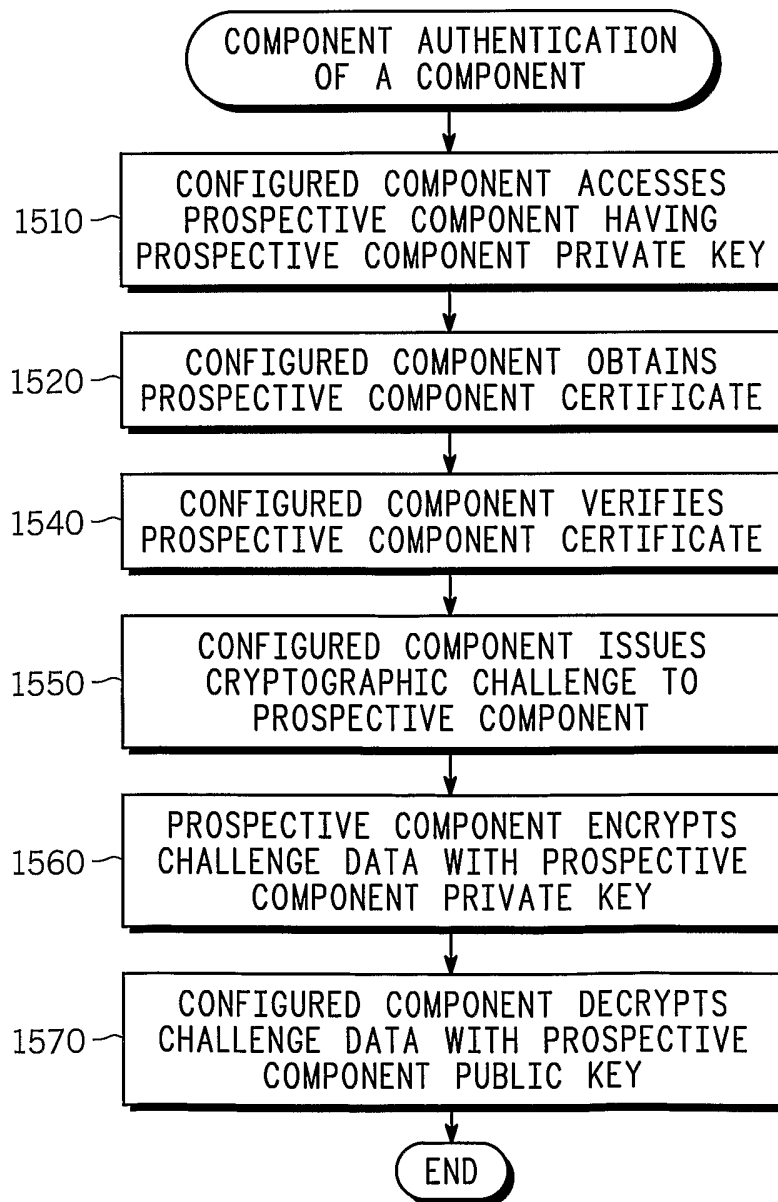 COMPONENT AUTHENTICATION
OF A COMPONENT
1510
CONFIGURED COMPONENT ACCESSES
PROSPECTIVE COMPONENT HAVING
PROSPECTIVE COMPONENT PRIVATE KEY
1520
CONFIGURED COMPONENT OBTAINS
PROSPECTIVE COMPONENT CERTIFICATE
1540
CONFIGURED COMPONENT VERIFIES
PROSPECTIVE COMPONENT CERTIFICATE
1550
CONFIGURED COMPONENT ISSUES
CRYPTOGRAPHIC CHALLENGE TO
PROSPECTIVE COMPONENT
1560
PROSPECTIVE COMPONENT ENCRYPTS
CHALLENGE DATA WITH PROSPECTIVE
COMPONENT PRIVATE KEY
1570
CONFIGURED COMPONENT DECRYPTS
CHALLENGE DATA WITH PROSPECTIVE
COMPONENT PUBLIC KEY
END